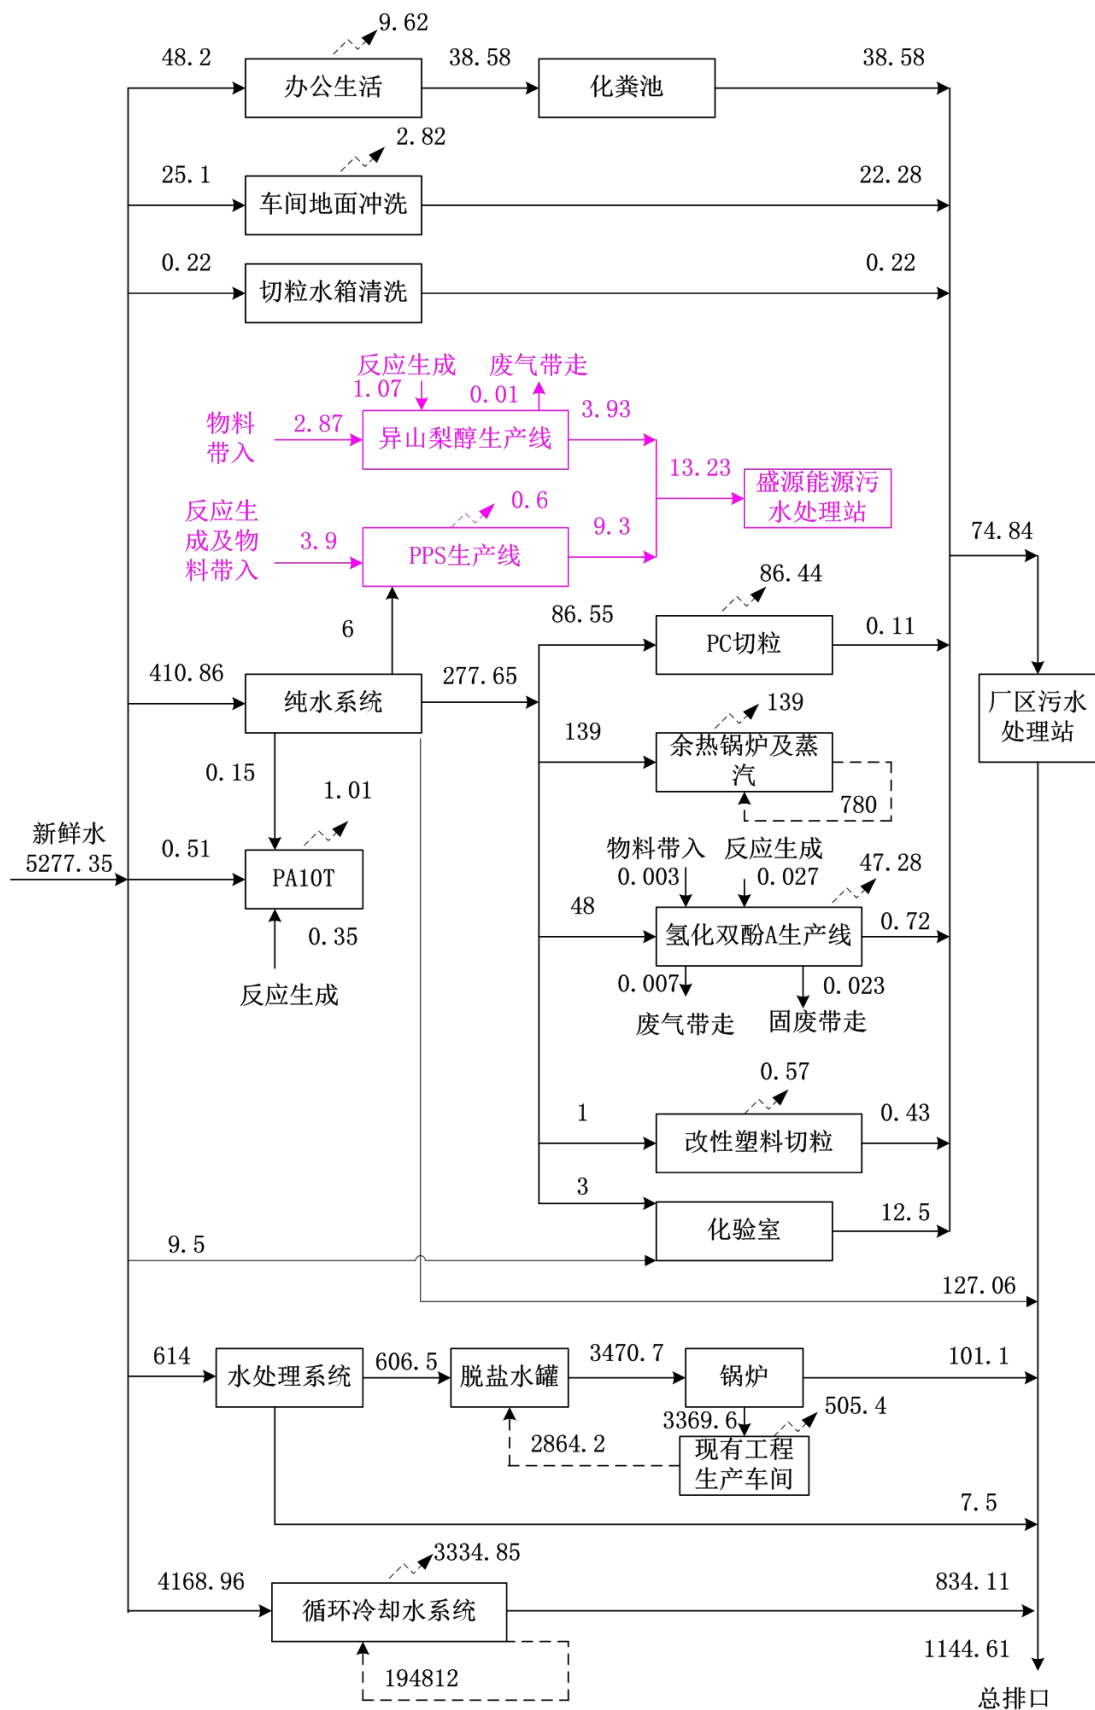 9.62
48.2
办公生活
38.58
化粪池
38.58
2.82
25.1
车间地面冲洗
22.28
0.22
切粒水箱清洗
0.22
反应生成
1.07
废气带走
0.01
物料
带入
2.87
异山梨醇生产线
3.93
13.23
盛源能源污
水处理站
反应生
成及物
料带入
3.9
0.6
PPS生产线
9.3
74.84
6
86.55
86.44
PC切粒
0.11
410.86
纯水系统
277.65
厂区污水
处理站
139
139
余热锅炉及蒸
汽
780
0.15
1.01
新鲜水
5277.35
0.51
PA10T
0.35
反应生成
物料带入
0.003
反应生成
0.027
47.28
48
氢化双酚A生产线
0.72
0.007
废气带走
0.023
固废带走
0.57
1
改性塑料切粒
0.43
3
化验室
12.5
9.5
127.06
614
水处理系统
606.5
脱盐水罐
3470.7
锅炉
101.1
3369.6
505.4
2864.2
现有工程
生产车间
7.5
3334.85
4168.96
循环冷却水系统
834.11
194812
1144.61
总排口